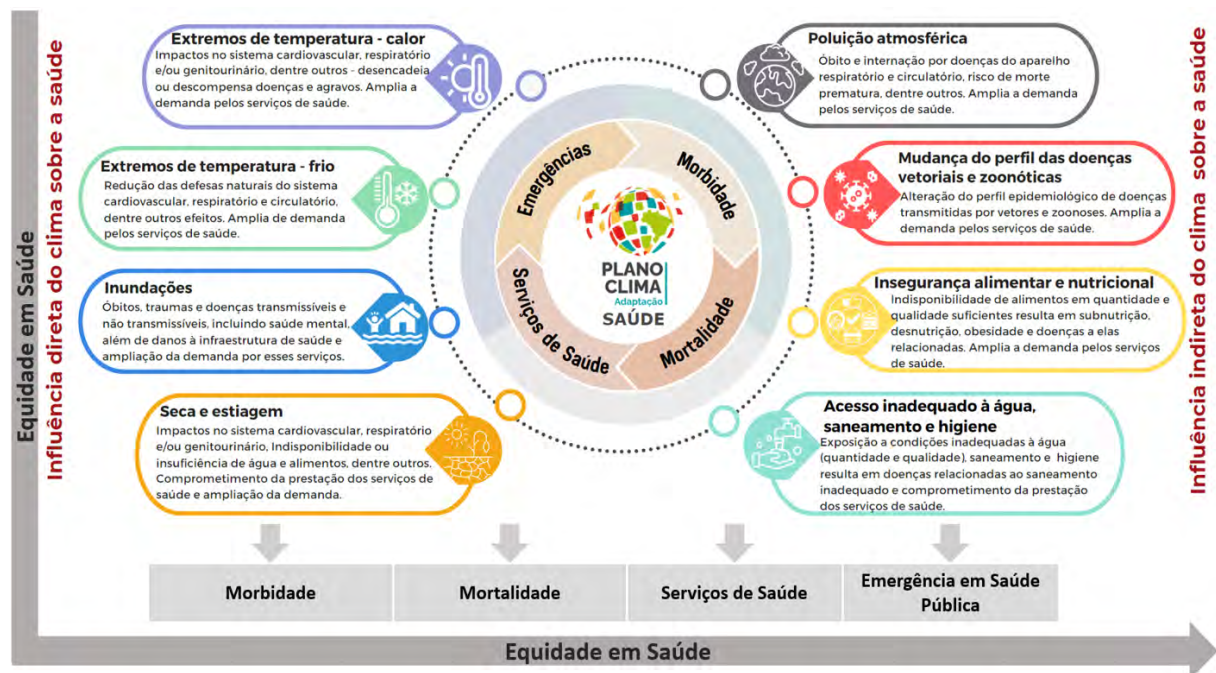 Equidade em Saúde
Influência direta do clima sobre a saúde
Extremos de temperatura - calor
Impactos no sistema cardiovascular, respiratório
e/ou genitourinário, dentre outros - desencadeia
ou descompensa doenças e agravos. Amplia a
demanda pelos serviços de saúde.
Extremos de temperatura - frio
Redução das defesas naturais do sistema
cardiovascular, respiratório e circulatório,
dentre outros efeitos. Amplia de demanda
pelos serviços de saúde.
Inundações
Óbitos, traumas e doenças transmissíveis e
não transmissíveis, incluindo saúde mental,
além de danos à infraestrutura de saúde e
ampliação da demanda por esses serviços.
Seca e estiagem
Impactos no sistema cardiovascular, respiratório
e/ou genitourinário, Indisponibilidade ou
insuficiência de água e alimentos, dentre outros.
Comprometimento da prestação dos serviços de
saúde e ampliação da demanda.
Emergências
Morbidade
Mortalidade
Serviços de Saúde
PLANO
CLIMA
Adaptação
SAÚDE
Poluição atmosférica
Óbito e internação por doenças do aparelho
respiratório e circulatório, risco de morte
prematura, dentre outros. Amplia a demanda
pelos serviços de saúde.
Mudança do perfil das doenças
vetoriais e zoonóticas
Alteração do perfil epidemiológico de doenças
transmitidas por vetores e zoonoses. Amplia a
demanda pelos serviços de saúde.
Insegurança alimentar e nutricional
Indisponibilidade de alimentos em quantidade e
qualidade suficientes resulta em subnutrição,
desnutrição, obesidade e doenças a elas
relacionadas. Amplia a demanda pelos serviços
de saúde.
Acesso inadequado à água,
saneamento e higiene
Exposição a condições inadequadas à água
(quantidade e qualidade), saneamento e higiene
resulta em doenças relacionadas ao saneamento
inadequado e comprometimento da prestação
dos serviços de saúde.
Influência indireta do clima sobre a saúde
Morbidade
Mortalidade
Serviços de Saúde
Emergência em Saúde
Pública
Equidade em Saúde